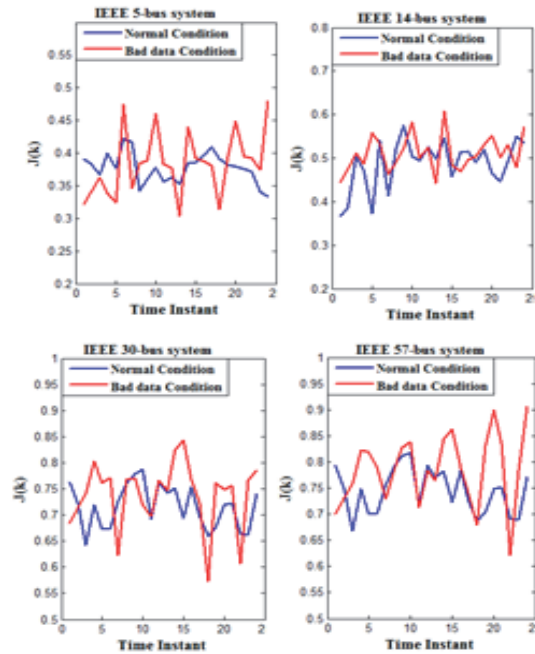 IEEE 5-bus system
Normal Condition
Bad data Condition
0.55
0.5
0.45
0.4
0.35
0.3
0.25
0.2
J(k)
0 5 10 15 20 2
Time Instant
IEEE 14-bus system
Normal Condition
Bad data Condition
0.8
0.7
0.6
0.5
0.4
0.3
0.2
J(k)
0 5 10 15 20 25
Time Instant
IEEE 30-bus system
Normal Condition
Bad data Condition
1
0.95
0.9
0.85
0.8
0.75
0.7
0.65
0.6
0.55
0.5
J(k)
0 5 10 15 20 2
Time Instant
IEEE 57-bus system
Normal Condition
Bad data Condition
1
0.95
0.9
0.85
0.8
0.75
0.7
0.65
0.6
0.55
0.5
J(k)
0 5 10 15 20 2
Time Instant